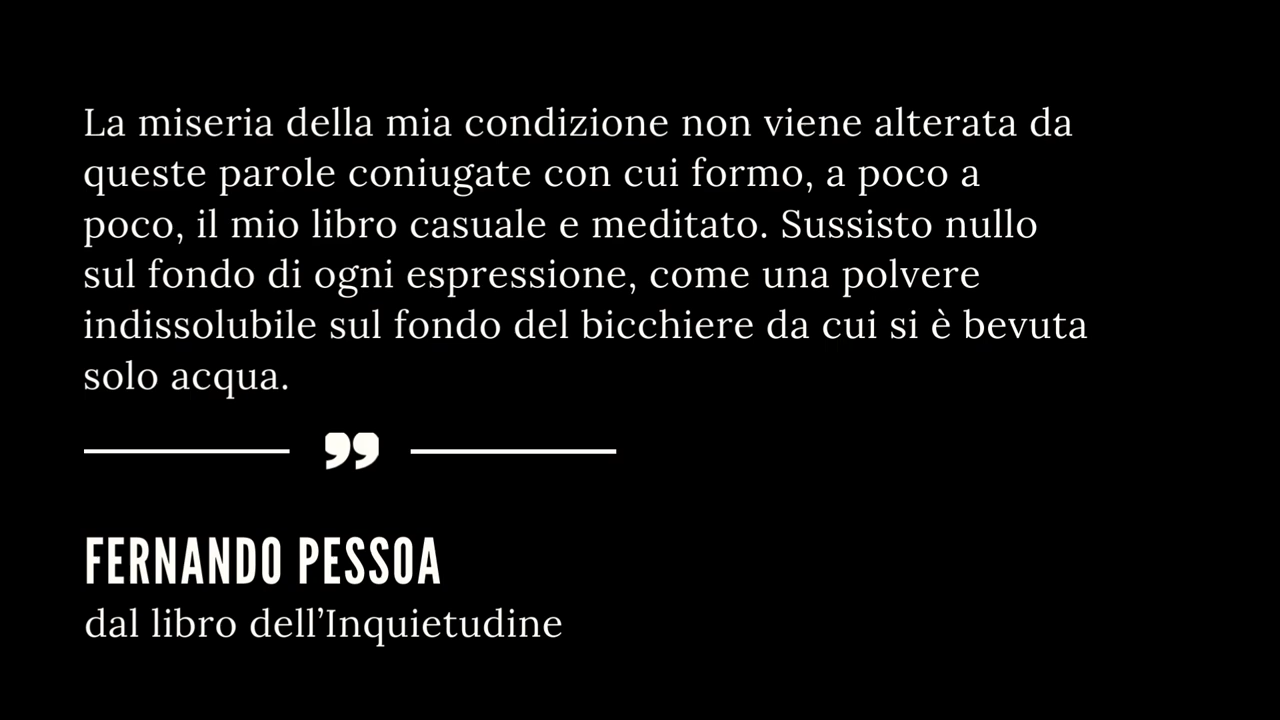 La miseria della mia condizione non viene alterata da
queste parole coniugate con cui formo, a poco a
poco, il mio libro casuale e meditato. Sussisto nullo
sul fondo di ogni espressione, come una polvere
indissolubile sul fondo del bicchiere da cui si è bevuta
solo acqua.
”
FERNANDO PESSOA
dal libro dell’Inquietudine